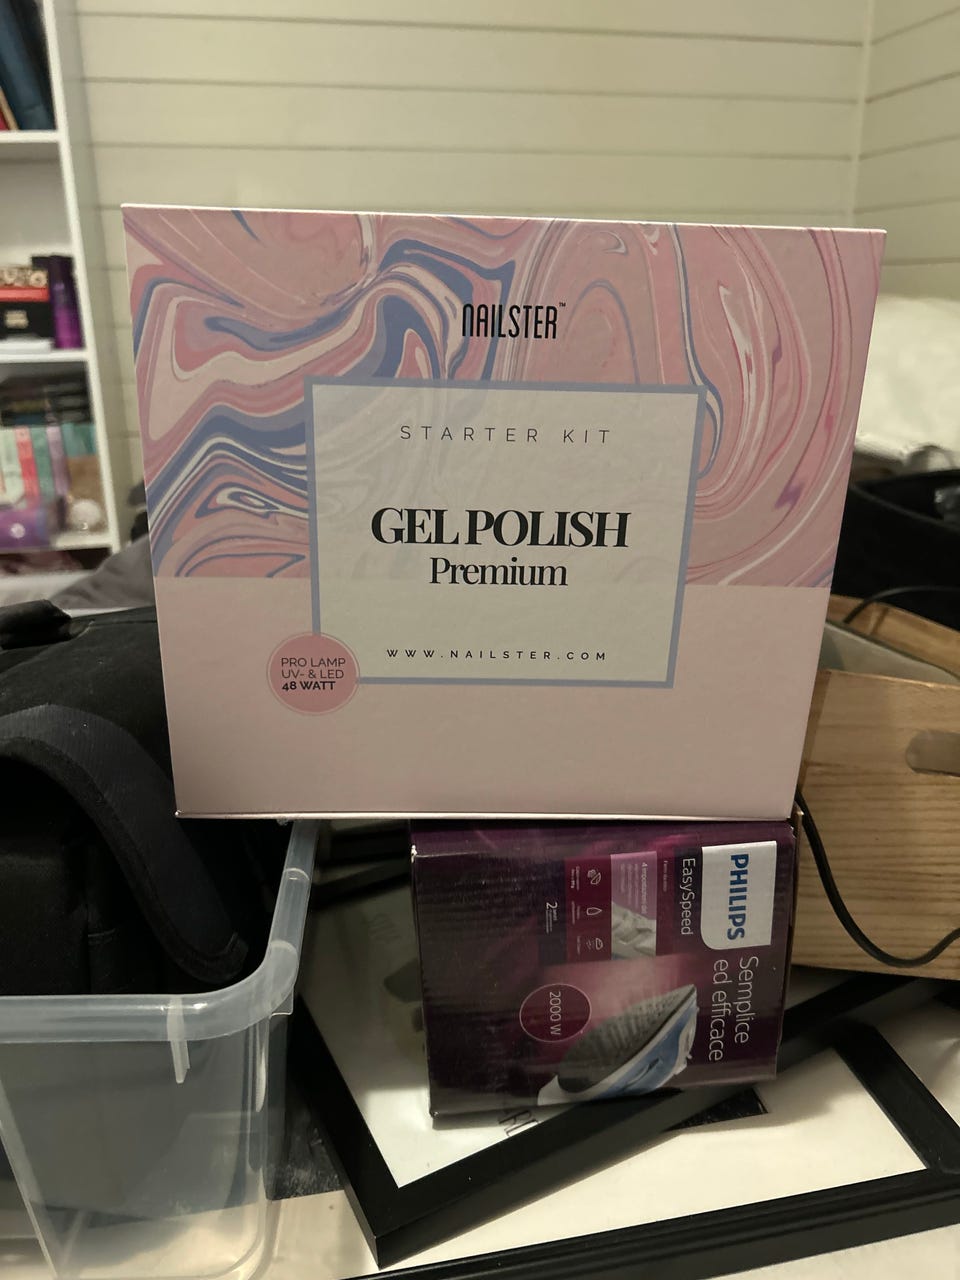 NAILSTER™
STARTER KIT
GEL POLISH
Premium
WWW.NAILSTER.COM
PRO LAMP
UV- & LED
48 WATT
PHILIPS
EasySpeed
Semplice
ed efficace
2000 W